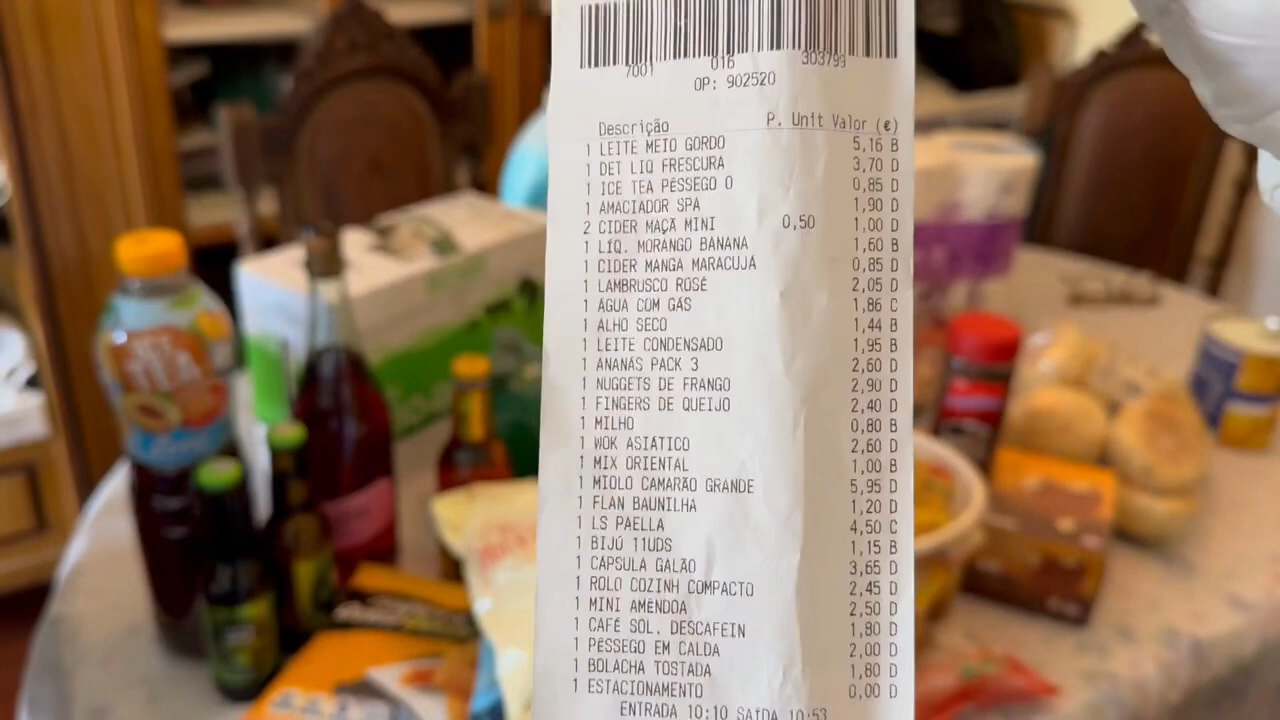 7001 016 303799
OP: 902520
Descrição P. Unit Valor (€)
1 LEITE MEIO GORDO 5,16 B
1 DET LIQ FRESCURA 3,70 D
1 ICE TEA PÊSSEGO O 0,85 D
1 AMACIADOR SPA 1,90 D
2 CIDER MAÇÃ MINI 0,50 1,00 D
1 LÍQ. MORANGO BANANA 1,60 B
1 CIDER MANGA MARACUJÁ 0,85 D
1 LAMBRUSCO ROSÉ 2,05 D
1 ÁGUA COM GÁS 1,86 C
1 ALHO SECO 1,44 B
1 LEITE CONDENSADO 1,95 B
1 ANANÁS PACK 3 2,60 D
1 NUGGETS DE FRANGO 2,90 D
1 FINGERS DE QUEIJO 2,40 D
1 MILHO 0,80 B
1 WOK ASIÁTICO 2,60 D
1 MIX ORIENTAL 1,00 B
1 MIOLO CAMARÃO GRANDE 5,95 D
1 FLAN BAUNILHA 1,20 D
1 LS PAELLA 4,50 C
1 BIJÚ 11UDS 1,15 B
1 CAPSULA GALÃO 3,65 D
1 ROLO COZINH COMPACTO 2,45 D
1 MINI AMÊNDOA 2,50 D
1 CAFÉ SOL. DESCAFEIN 1,80 D
1 PÊSSEGO EM CALDA 2,00 D
1 BOLACHA TOSTADA 1,80 D
1 ESTACIONAMENTO 0,00 D
ENTRADA 10:10 SAÍDA 10:53